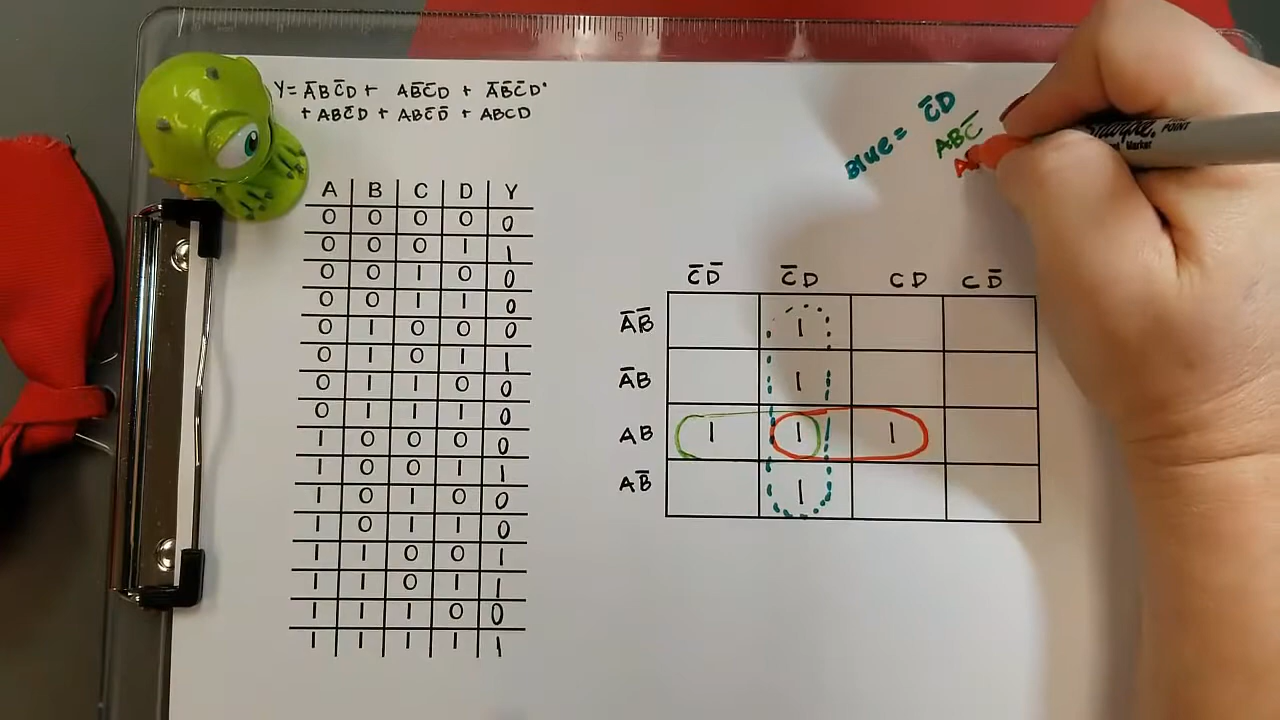 Y= A̅BC̅D + AB̅C̅D + A̅B̅C̅D
+ ABC̅D + ABC̅D̅ + ABCD
Blue = C̅D
ABC̅
A
Sharpie. POINT
Marker
15
A B C D Y
0 0 0 0 0
0 0 0 1 1
0 0 1 0 0
0 0 1 1 0
0 1 0 0 0
0 1 0 1 1
0 1 1 0 0
0 1 1 1 0
1 0 0 0 0
1 0 0 1 1
1 0 1 0 0
1 0 1 1 0
1 1 0 0 1
1 1 0 1 1
1 1 1 0 0
1 1 1 1 1
C̅D̅ C̅D CD CD̅
A̅B̅ 1
A̅B 1
AB 1 1 1
AB̅ 1